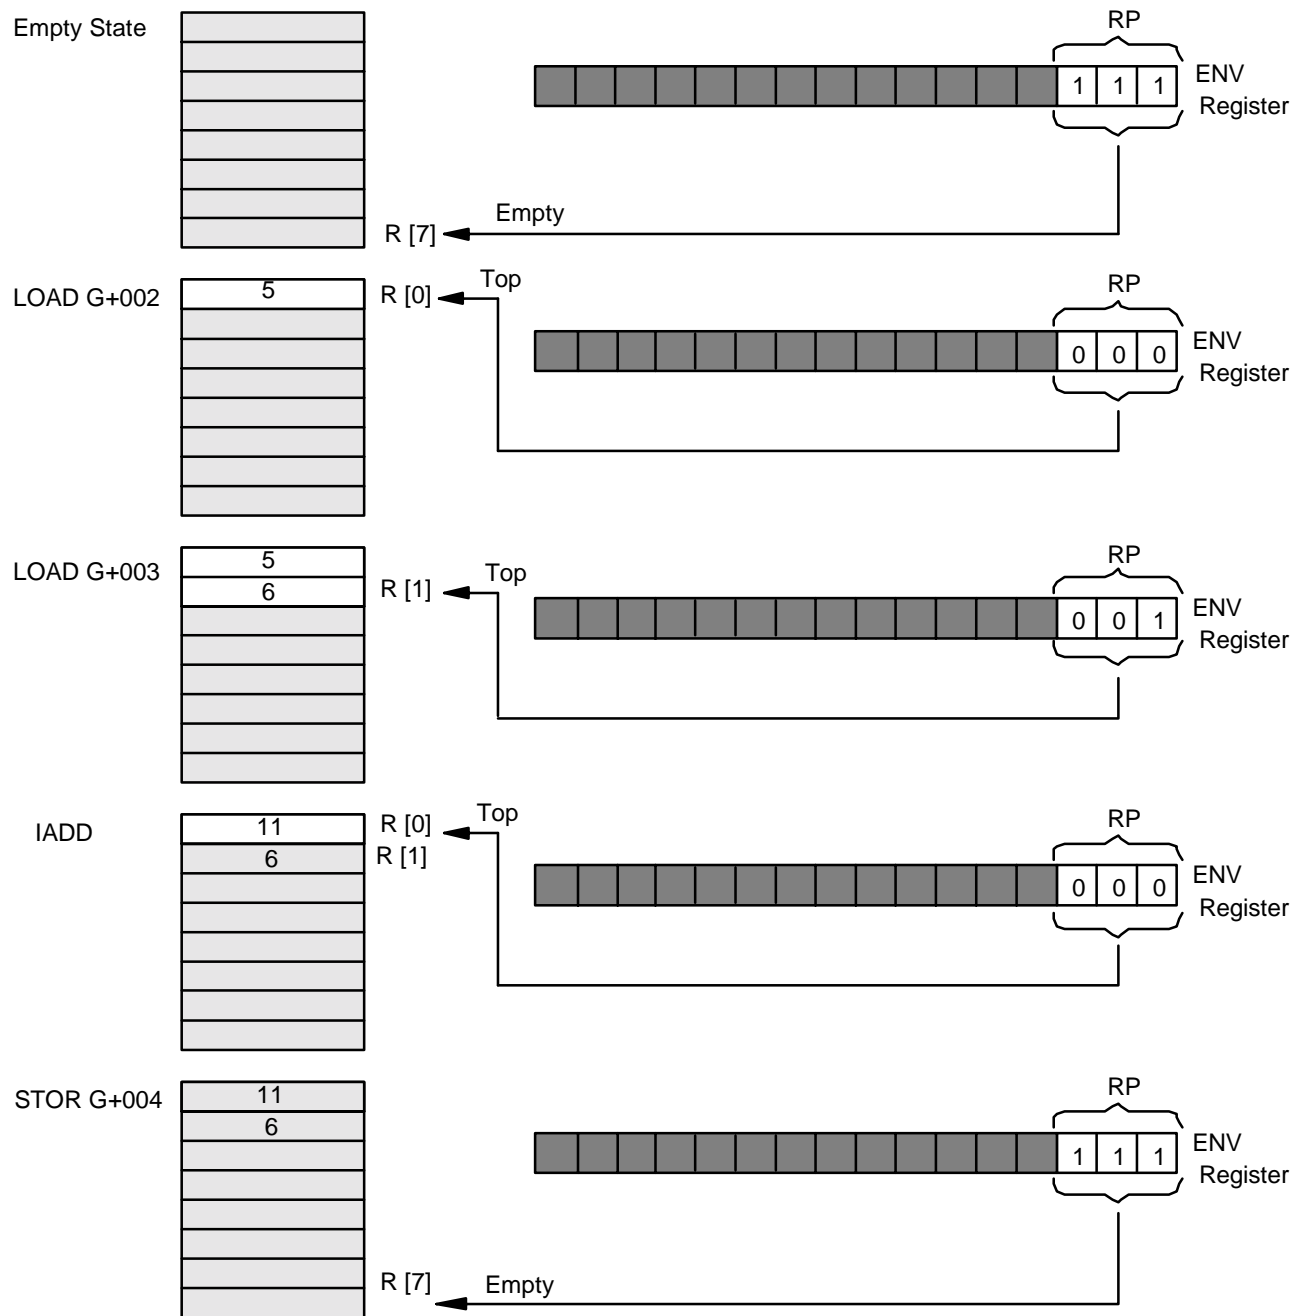 Empty State
RP
1 1 1
ENV
Register
Empty
R [7]
LOAD G+002
5
R [0]
Top
RP
0 0 0
ENV
Register
LOAD G+003
5
6
R [1]
Top
RP
0 0 1
ENV
Register
IADD
11
6
R [0]
R [1]
Top
RP
0 0 0
ENV
Register
STOR G+004
11
6
RP
1 1 1
ENV
Register
R [7]
Empty